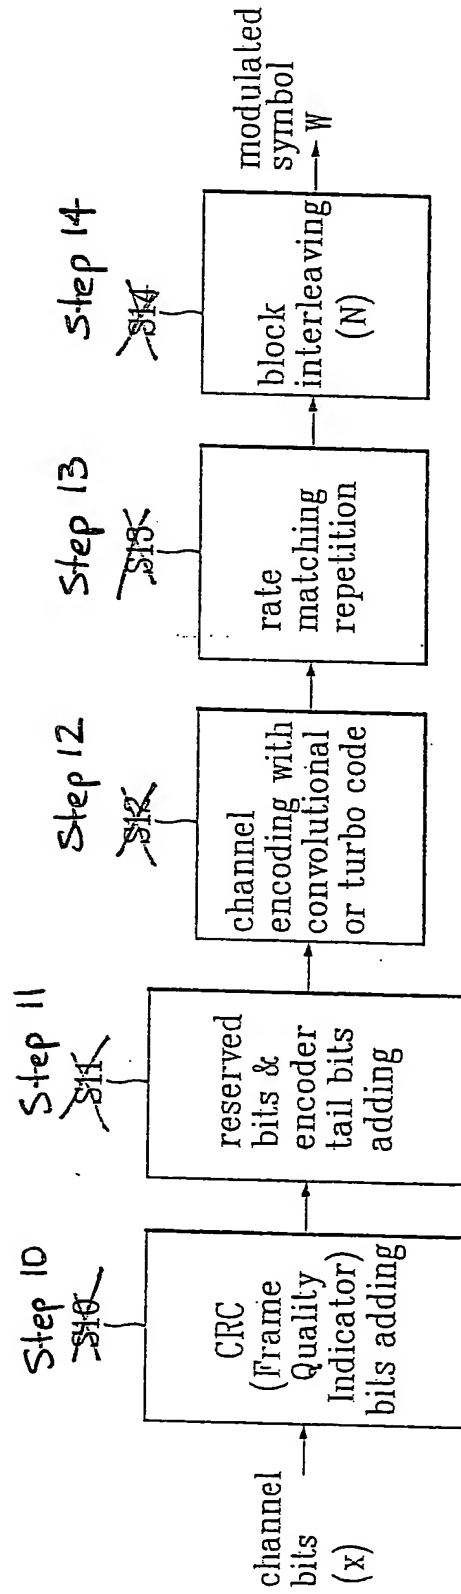 channel
bits
(x)
Step 10
S10
CRC
(Frame
Quality
Indicator)
bits adding
Step 11
S11
reserved
bits &
encoder
tail bits
adding
Step 12
S12
channel
encoding with
convolutional
or turbo code
Step 13
S13
rate
matching
repetition
Step 14
S14
block
interleaving
(N)
modulated
symbol
W